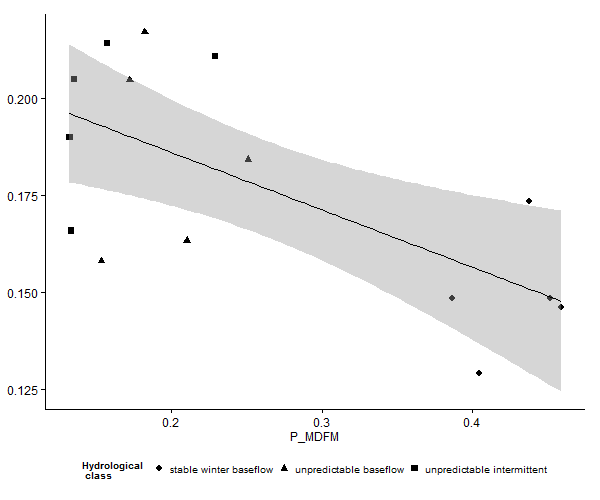 0.200
0.175
0.150
0.125
0.2 0.3 0.4
P_MDFM
Hydrological
class
stable winter baseflow unpredictable baseflow unpredictable intermittent